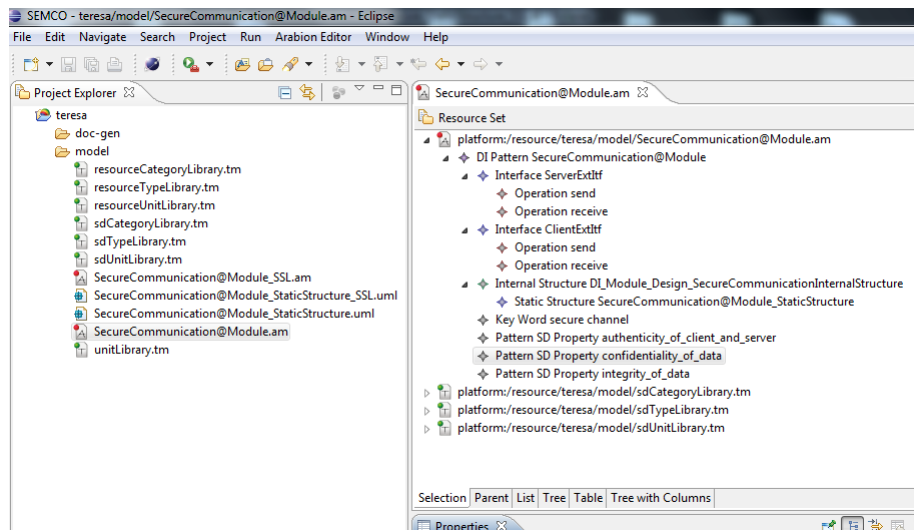 SEMCO - teresa/model/SecureCommunication@Module.am - Eclipse
File Edit Navigate Search Project Run Arabion Editor Window Help
Project Explorer
teresa
doc-gen
model
resourceCategoryLibrary.tm
resourceTypeLibrary.tm
resourceUnitLibrary.tm
sdCategoryLibrary.tm
sdTypeLibrary.tm
sdUnitLibrary.tm
SecureCommunication@Module_SSL.am
SecureCommunication@Module_StaticStructure_SSL.uml
SecureCommunication@Module_StaticStructure.uml
SecureCommunication@Module.am
unitLibrary.tm
SecureCommunication@Module.am
Resource Set
platform:/resource/teresa/model/SecureCommunication@Module.am
DI Pattern SecureCommunication@Module
Interface ServerExtItf
Operation send
Operation receive
Interface ClientExtItf
Operation send
Operation receive
Internal Structure DI_Module_Design_SecureCommunicationInternalStructure
Static Structure SecureCommunication@Module_StaticStructure
Key Word secure channel
Pattern SD Property authenticity_of_client_and_server
Pattern SD Property confidentiality_of_data
Pattern SD Property integrity_of_data
platform:/resource/teresa/model/sdCategoryLibrary.tm
platform:/resource/teresa/model/sdTypeLibrary.tm
platform:/resource/teresa/model/sdUnitLibrary.tm
Selection Parent List Tree Table Tree with Columns
Properties